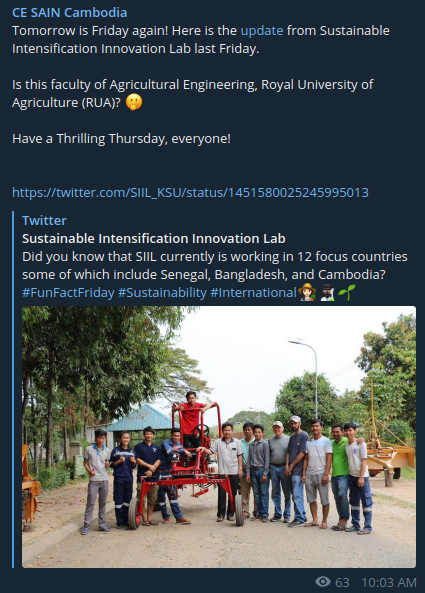 CE SAIN Cambodia
Tomorrow is Friday again! Here is the update from Sustainable
Intensification Innovation Lab last Friday.
Is this faculty of Agricultural Engineering, Royal University of
Agriculture (RUA)? 🤫
Have a Thrilling Thursday, everyone!
https://twitter.com/SIIL_KSU/status/1451580025245995013
Twitter
Sustainable Intensification Innovation Lab
Did you know that SIIL currently is working in 12 focus countries
some of which include Senegal, Bangladesh, and Cambodia?
#FunFactFriday #Sustainability #International👩‍🌾👩‍🔬🌱
63 10:03 AM